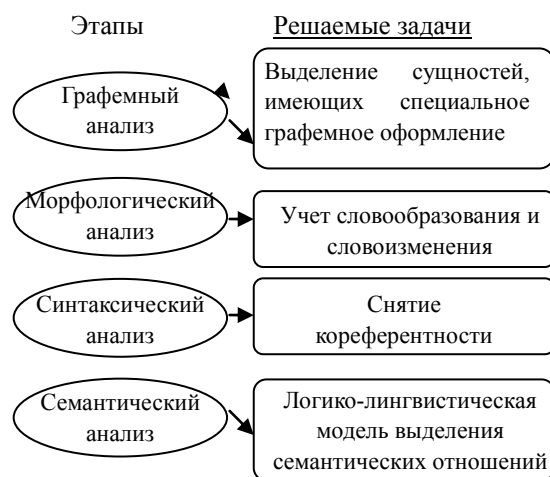 Этапы Решаемые задачи
Графемный
анализ
Выделение сущностей,
имеющих специальное
графемное оформление
Морфологический
анализ
Учет словообразования и
словоизменения
Синтаксический
анализ
Снятие
кореферентности
Семантический
анализ
Логико-лингвистическая
модель выделения
семантических отношений